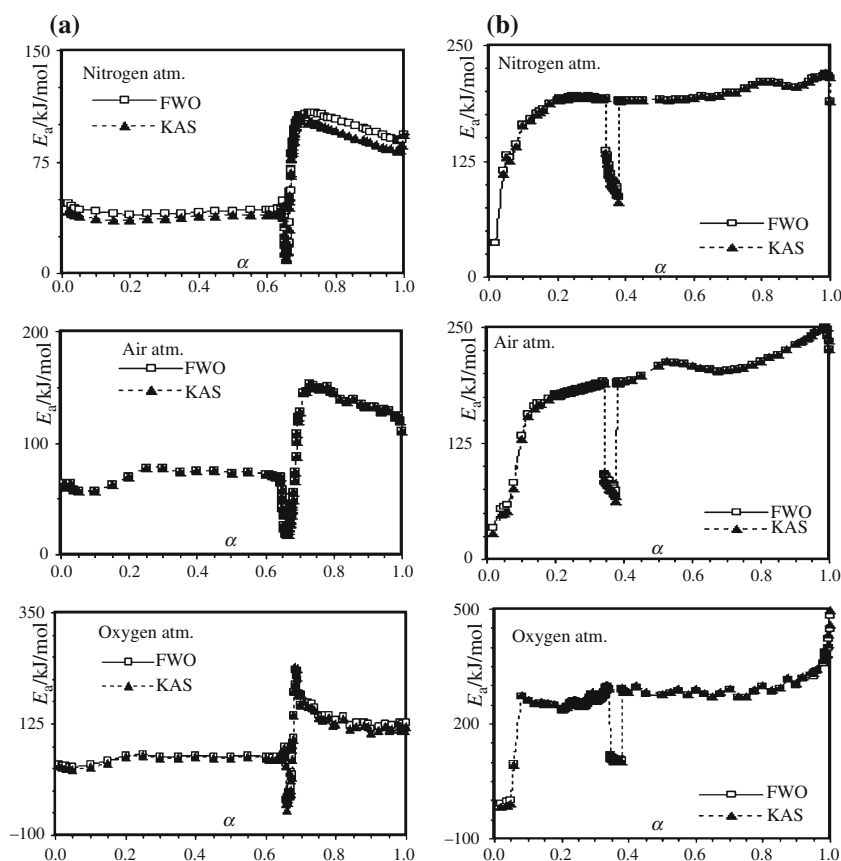 (a)
150
75
0
Eₐ/kJ/mol
Nitrogen atm.
FWO
KAS
α
0.0 0.2 0.4 0.6 0.8 1.0
200
100
0
Eₐ/kJ/mol
Air atm.
FWO
KAS
α
0.0 0.2 0.4 0.6 0.8 1.0
350
125
–100
Eₐ/kJ/mol
Oxygen atm.
FWO
KAS
α
0.0 0.2 0.4 0.6 0.8 1.0
(b)
250
125
0
Eₐ/kJ/mol
Nitrogen atm.
FWO
KAS
α
0.0 0.2 0.4 0.6 0.8 1.0
250
125
0
Eₐ/kJ/mol
Air atm.
FWO
KAS
α
0.0 0.2 0.4 0.6 0.8 1.0
500
200
-100
Eₐ/kJ/mol
Oxygen atm.
FWO
KAS
α
0.0 0.2 0.4 0.6 0.8 1.0